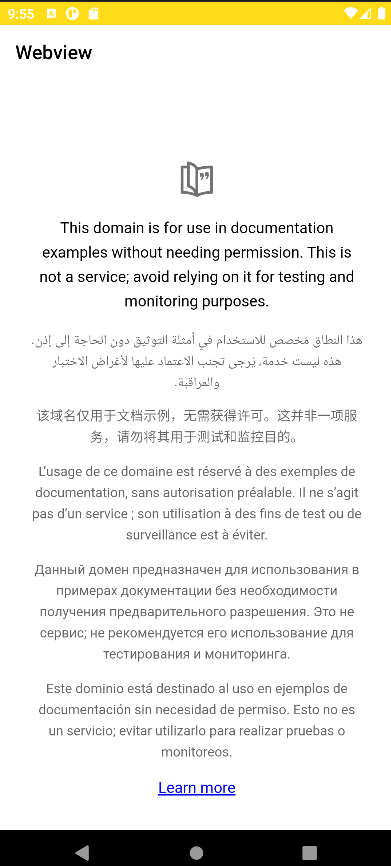 9:55
Webview
This domain is for use in documentation
examples without needing permission. This is
not a service; avoid relying on it for testing and
monitoring purposes.
هذا النطاق مُخصص للاستخدام في أمثلة التوثيق دون الحاجة إلى إذن.
هذه ليست خدمة، يُرجى تجنب الاعتماد عليها لأغراض الاختبار
والمراقبة.
该域名仅用于文档示例，无需获得许可。这并非一项服
务，请勿将其用于测试和监控目的。
L’usage de ce domaine est réservé à des exemples de
documentation, sans autorisation préalable. Il ne s’agit
pas d’un service ; son utilisation à des fins de test ou de
surveillance est à éviter.
Данный домен предназначен для использования в
примерах документации без необходимости
получения предварительного разрешения. Это не
сервис; не рекомендуется его использование для
тестирования и мониторинга.
Este dominio está destinado al uso en ejemplos de
documentación sin necesidad de permiso. Esto no es
un servicio; evitar utilizarlo para realizar pruebas o
monitoreos.
Learn more